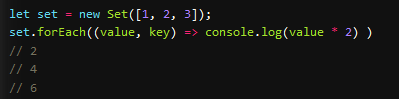 let set = new Set([1, 2, 3]);
set.forEach((value, key) => console.log(value * 2) )
// 2
// 4
// 6